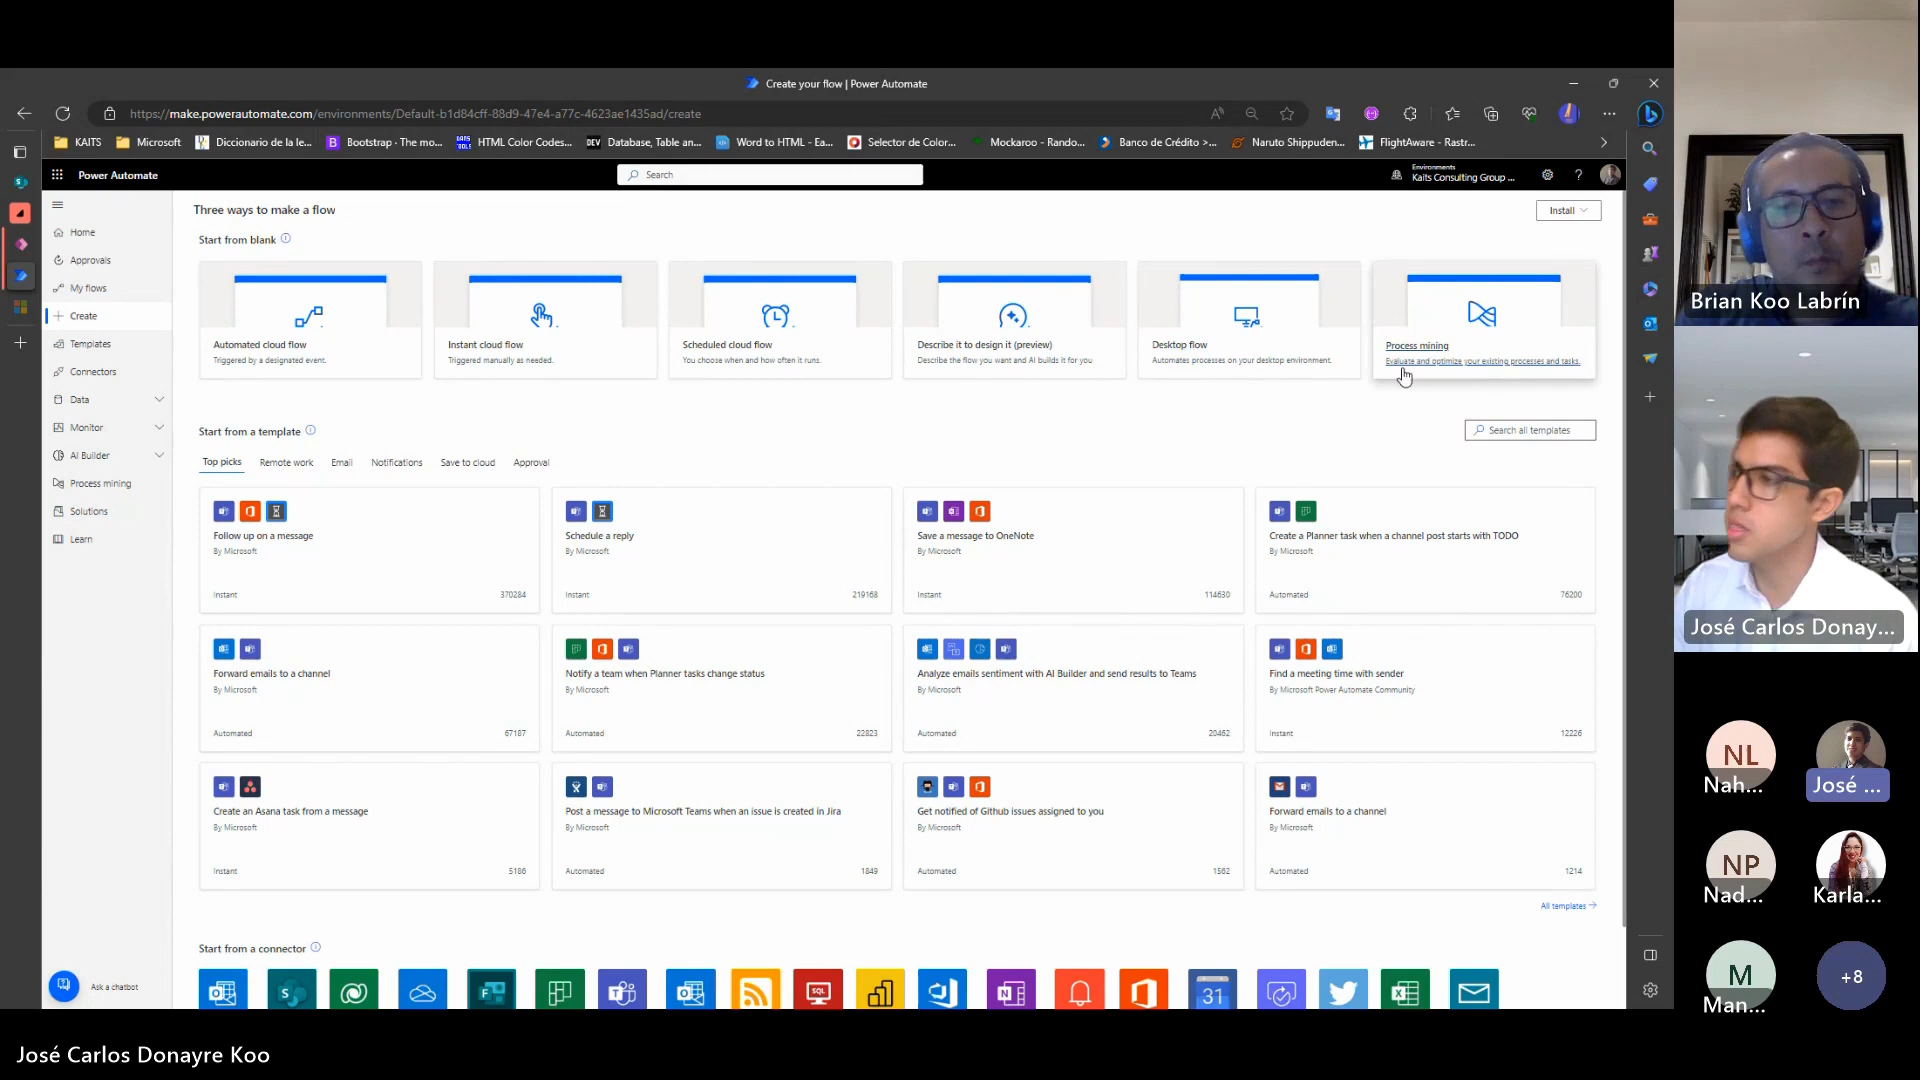 Create your flow | Power Automate
https://make.powerautomate.com/environments/Default-b1d84cff-88d9-47e4-a77c-4623ae1435ad/create
KAITS
Microsoft
Diccionario de la le...
Bootstrap · The mo...
HTML Color Codes...
DEV
Database, Table an...
Word to HTML - Ea...
Selector de Color...
Mockaroo - Rando...
Banco de Crédito >...
Naruto Shippuden...
FlightAware - Rastr...
Power Automate
Search
Environments
Kaits Consulting Group ...
Three ways to make a flow
Install
Home
Approvals
My flows
Create
Templates
Connectors
Data
Monitor
AI Builder
Process mining
Solutions
Learn
Ask a chatbot
Start from blank
Automated cloud flow
Triggered by a designated event.
Instant cloud flow
Triggered manually as needed.
Scheduled cloud flow
You choose when and how often it runs.
Describe it to design it (preview)
Describe the flow you want and AI builds it for you
Desktop flow
Automates processes on your desktop environment.
Process mining
Evaluate and optimize your existing processes and tasks.
Start from a template
Search all templates
Top picks
Remote work
Email
Notifications
Save to cloud
Approval
Follow up on a message
By Microsoft
Instant
370284
Schedule a reply
By Microsoft
Instant
219168
Save a message to OneNote
By Microsoft
Instant
114630
Create a Planner task when a channel post starts with TODO
By Microsoft
Automated
76200
Forward emails to a channel
By Microsoft
Automated
67187
Notify a team when Planner tasks change status
By Microsoft
Automated
22823
Analyze emails sentiment with AI Builder and send results to Teams
By Microsoft
Automated
20462
Find a meeting time with sender
By Microsoft Power Automate Community
Instant
12226
Create an Asana task from a message
By Microsoft
Instant
5186
Post a message to Microsoft Teams when an issue is created in Jira
By Microsoft
Automated
1849
Get notified of Github issues assigned to you
By Microsoft
Automated
1562
Forward emails to a channel
By Microsoft
Automated
1214
All templates
Start from a connector
SQL
31
Brian Koo Labrín
José Carlos Donay...
NL
Nah...
José ...
NP
Nad...
Karla...
M
Man...
+8
José Carlos Donayre Koo